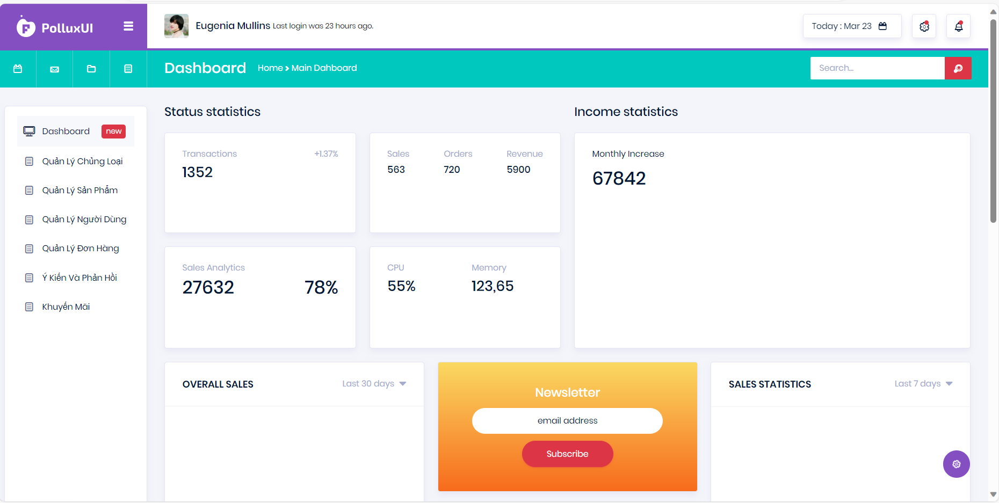 PolluxUI
Eugenia Mullins Last login was 23 hours ago.
Today : Mar 23
Dashboard Home > Main Dahboard
Search...
Dashboard new
Quản Lý Chủng Loại
Quản Lý Sản Phẩm
Quản Lý Người Dùng
Quản Lý Đơn Hàng
Ý Kiến Và Phản Hồi
Khuyến Mãi
Status statistics
Transactions +1.37%
1352
Sales Orders Revenue
563 720 5900
Sales Analytics
27632 78%
CPU Memory
55% 123,65
Income statistics
Monthly Increase
67842
OVERALL SALES Last 30 days
Newsletter
email address
Subscribe
SALES STATISTICS Last 7 days